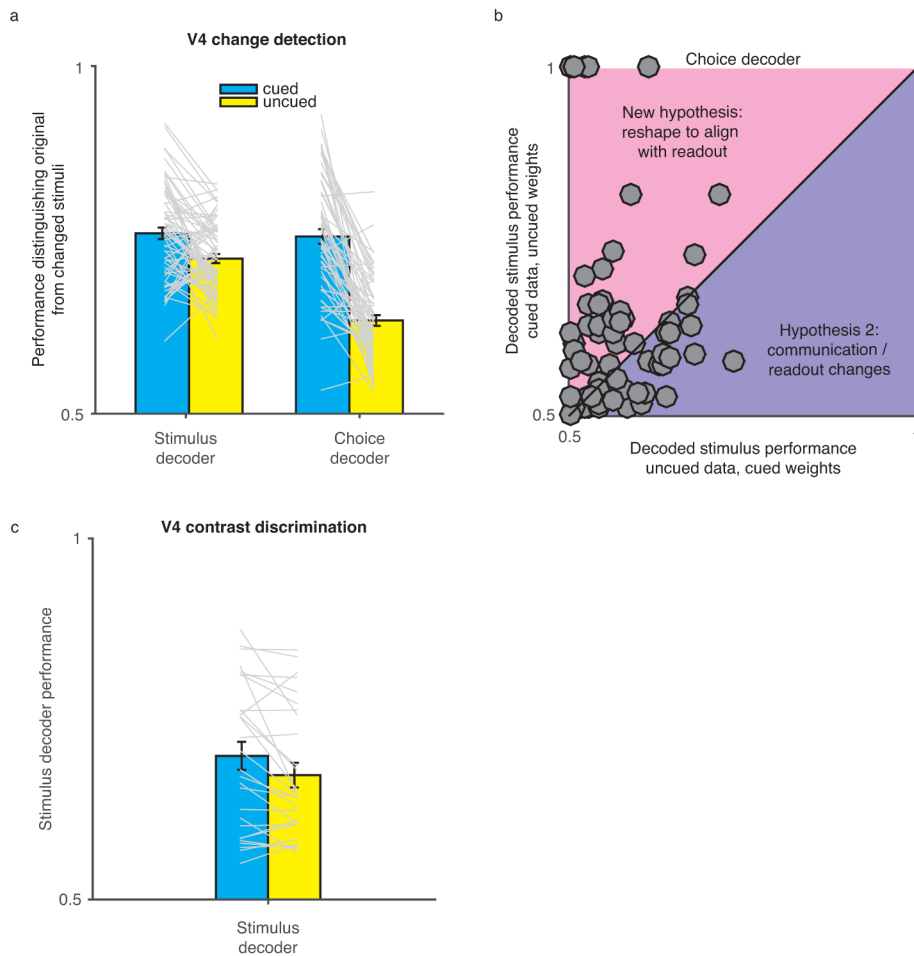 a
V4 change detection
1
cued
uncued
Performance distinguishing original
from changed stimuli
0.5
Stimulus
decoder
Choice
decoder
b
1
Choice decoder
New hypothesis:
reshape to align
with readout
Decoded stimulus performance
cued data, uncued weights
Hypothesis 2:
communication /
readout changes
0.5
0.5
1
Decoded stimulus performance
uncued data, cued weights
c
V4 contrast discrimination
1
Stimulus decoder performance
0.5
Stimulus
decoder